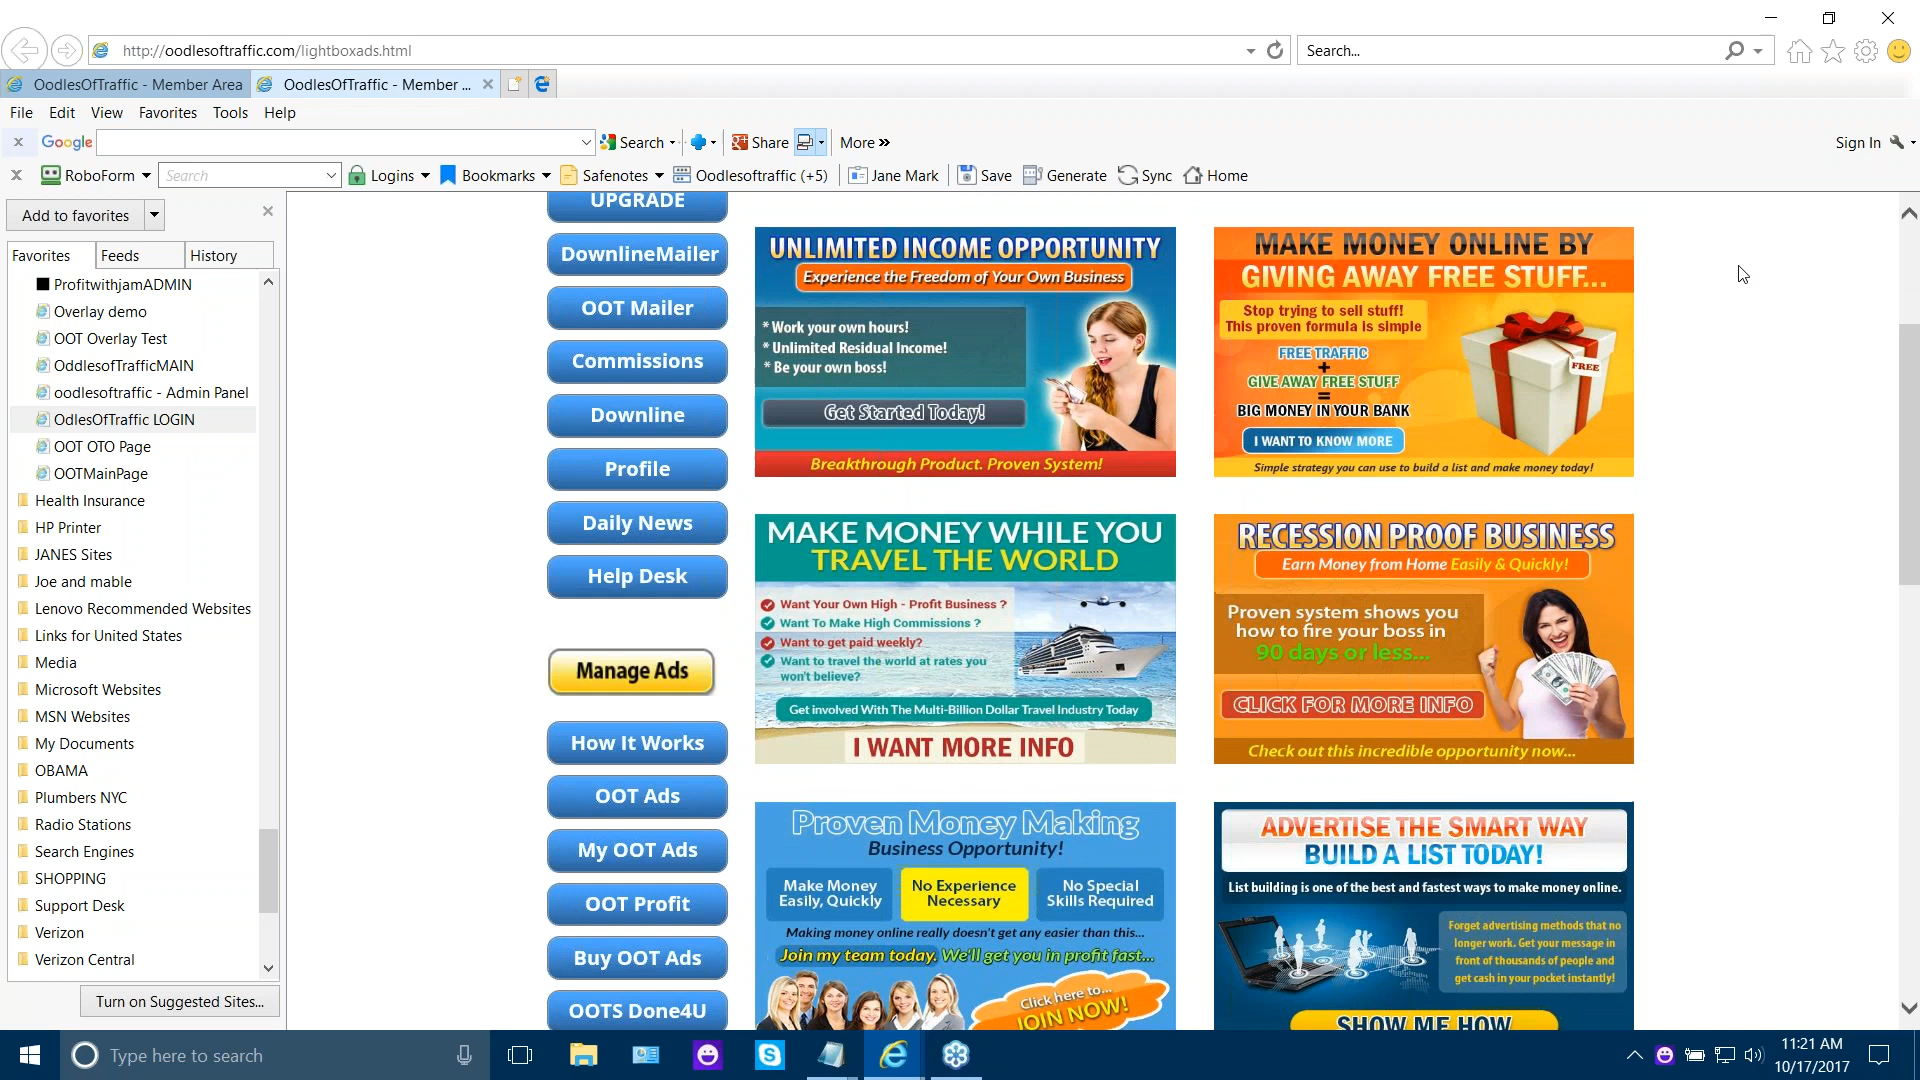 http://oodlesoftraffic.com/lightboxads.html
Search...
OodlesOfTraffic - Member Area
OodlesOfTraffic - Member ...
File Edit View Favorites Tools Help
Google
Search
Share
More »
Sign In
RoboForm
Search
Logins
Bookmarks
Safenotes
Oodlesoftraffic (+5)
Jane Mark
Save
Generate
Sync
Home
Add to favorites
Favorites
Feeds
History
ProfitwithjamADMIN
Overlay demo
OOT Overlay Test
OddlesofTrafficMAIN
oodlesoftraffic - Admin Panel
OdlesOfTraffic LOGIN
OOT OTO Page
OOTMainPage
Health Insurance
HP Printer
JANES Sites
Joe and mable
Lenovo Recommended Websites
Links for United States
Media
Microsoft Websites
MSN Websites
My Documents
OBAMA
Plumbers NYC
Radio Stations
Search Engines
SHOPPING
Support Desk
Verizon
Verizon Central
Turn on Suggested Sites...
UPGRADE
DownlineMailer
OOT Mailer
Commissions
Downline
Profile
Daily News
Help Desk
Manage Ads
How It Works
OOT Ads
My OOT Ads
OOT Profit
Buy OOT Ads
OOTS Done4U
UNLIMITED INCOME OPPORTUNITY
Experience the Freedom of Your Own Business
* Work your own hours!
* Unlimited Residual Income!
* Be your own boss!
Get Started Today!
Breakthrough Product. Proven System!
MAKE MONEY ONLINE BY
GIVING AWAY FREE STUFF...
Stop trying to sell stuff!
This proven formula is simple
FREE TRAFFIC
+
GIVE AWAY FREE STUFF
=
BIG MONEY IN YOUR BANK
FREE
I WANT TO KNOW MORE
Simple strategy you can use to build a list and make money today!
MAKE MONEY WHILE YOU
TRAVEL THE WORLD
Want Your Own High - Profit Business ?
Want To Make High Commissions ?
Want to get paid weekly?
Want to travel the world at rates you
won't believe?
Get involved With The Multi-Billion Dollar Travel Industry Today
I WANT MORE INFO
RECESSION PROOF BUSINESS
Earn Money from Home Easily & Quickly!
Proven system shows you
how to fire your boss in
90 days or less...
CLICK FOR MORE INFO
Check out this incredible opportunity now...
Proven Money Making
Business Opportunity!
Make Money
Easily, Quickly
No Experience
Necessary
No Special
Skills Required
Making money online really doesn't get any easier than this...
Join my team today. We'll get you in profit fast...
Click here to...
JOIN NOW!
ADVERTISE THE SMART WAY
BUILD A LIST TODAY!
List building is one of the best and fastest ways to make money online.
Forget advertising methods that no
longer work. Get your message in
front of thousands of people and
get cash in your pocket instantly!
SHOW ME HOW
Type here to search
11:21 AM
10/17/2017